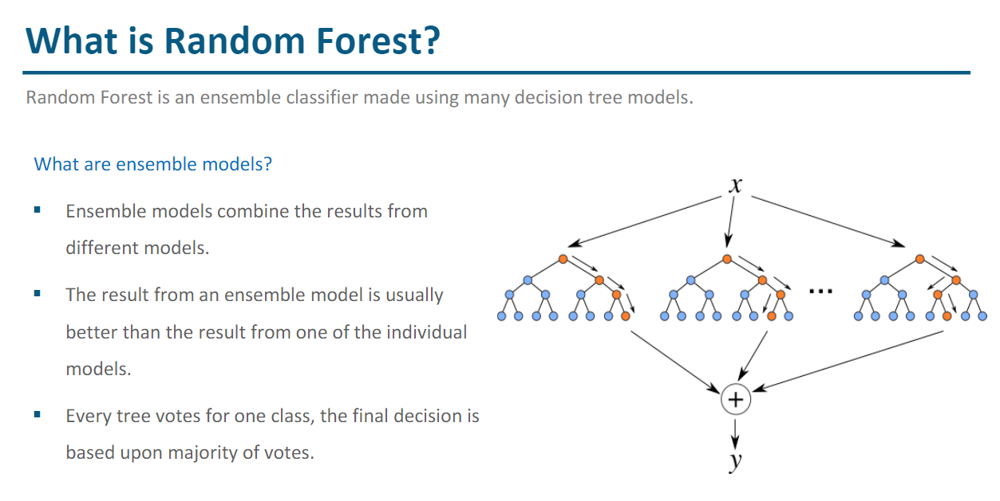 What is Random Forest?
Random Forest is an ensemble classifier made using many decision tree models.
What are ensemble models?
▪ Ensemble models combine the results from
different models.
▪ The result from an ensemble model is usually
better than the result from one of the individual
models.
▪ Every tree votes for one class, the final decision is
based upon majority of votes.
x
...
+
y